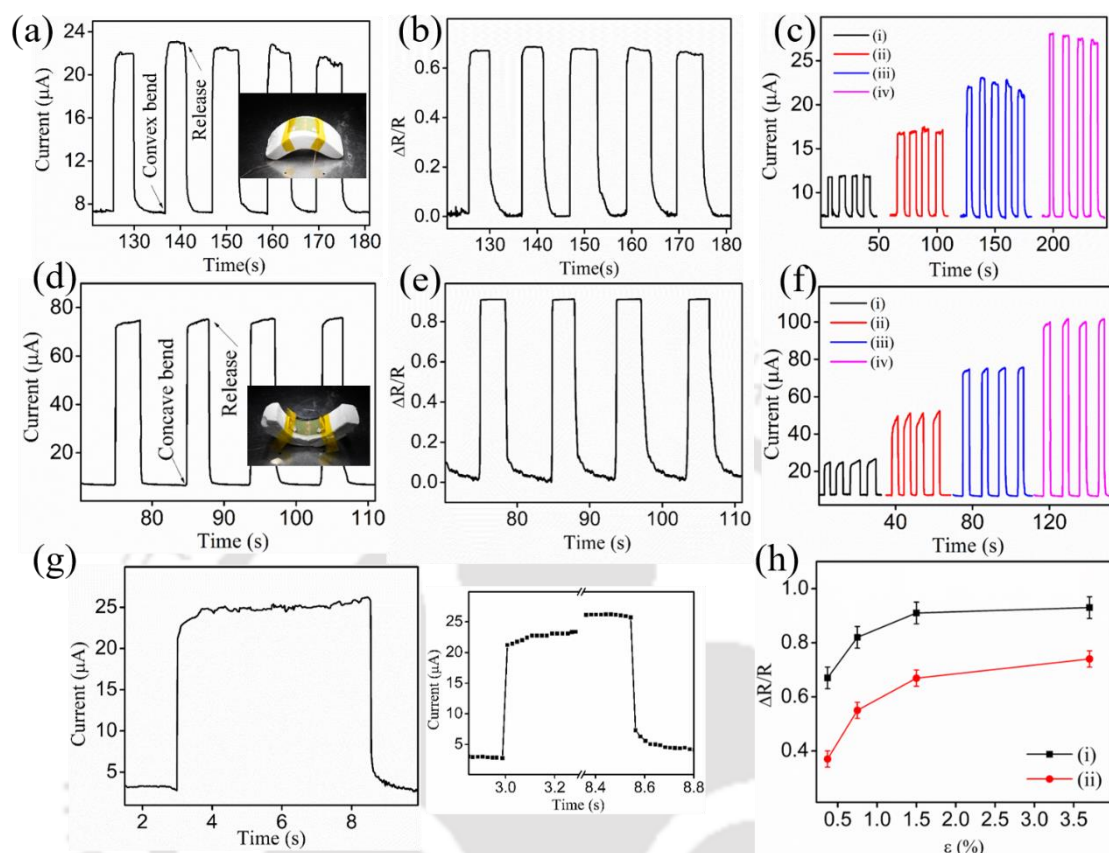 (a)
Current (μA)
24
20
16
12
8
Convex bend
Release
130 140 150 160 170 180
Time(s)
(b)
ΔR/R
0.8
0.6
0.4
0.2
0.0
130 140 150 160 170 180
Time (s)
(c)
Current (μA)
25
20
15
10
(i)
(ii)
(iii)
(iv)
50 100 150 200
Time (s)
(d)
Current (μA)
80
60
40
20
0
Concave bend
Release
80 90 100 110
Time (s)
(e)
ΔR/R
0.8
0.6
0.4
0.2
0.0
80 90 100 110
Time (s)
(f)
Current (μA)
100
80
60
40
20
(i)
(ii)
(iii)
(iv)
40 80 120
Time (s)
(g)
Current (μA)
25
20
15
10
5
2 4 6 8
Time (s)
Current (μA)
25
20
15
10
5
3.0 3.2 8.4 8.6 8.8
Time (s)
(h)
ΔR/R
1.0
0.8
0.6
0.4
(i)
(ii)
0.5 1.0 1.5 2.0 2.5 3.0 3.5
ε (%)